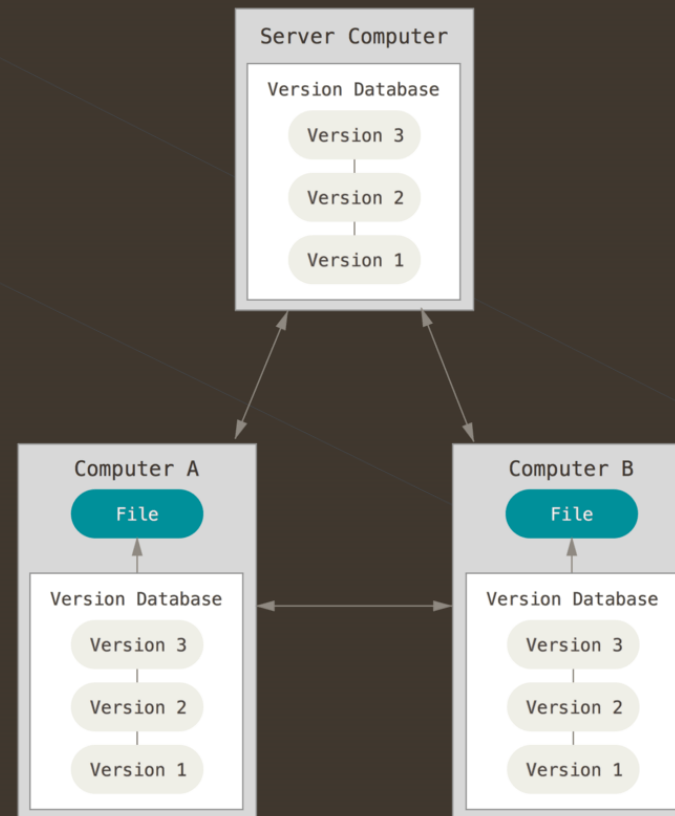 Server Computer
Version Database
Version 3
Version 2
Version 1
Computer A
File
Version Database
Version 3
Version 2
Version 1
Computer B
File
Version Database
Version 3
Version 2
Version 1